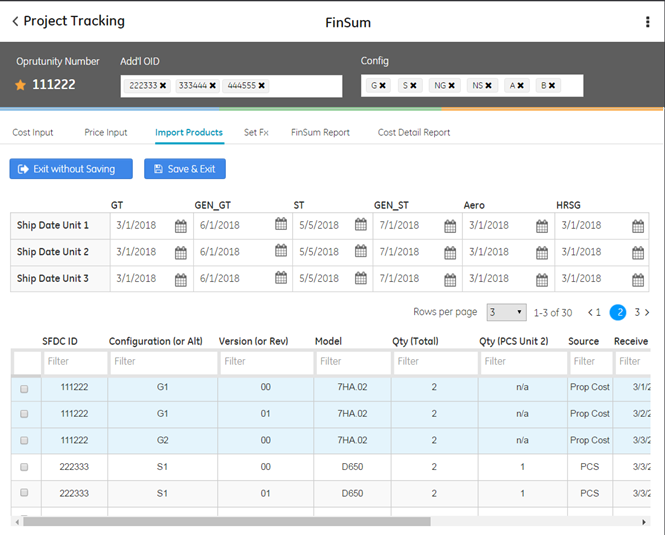 Project Tracking
FinSum
Oprutunity Number
Add'l OID
Config
111222
222333 333444 444555
G S NG NS A B
Cost Input Price Input Import Products Set Fx FinSum Report Cost Detail Report
Exit without Saving Save & Exit
GT GEN_GT ST GEN_ST Aero HRSG
Ship Date Unit 1 3/1/2018 6/1/2018 5/5/2018 7/1/2018 3/1/2018 3/1/2018
Ship Date Unit 2 3/1/2018 6/1/2018 5/5/2018 7/1/2018 3/1/2018 3/1/2018
Ship Date Unit 3 3/1/2018 6/1/2018 5/5/2018 7/1/2018 3/1/2018 3/1/2018
Rows per page 3 1-3 of 30 <1 2 3 >
SFDC ID Configuration (or Alt) Version (or Rev) Model Qty (Total) Qty (PCS Unit 2) Source Receive
Filter Filter Filter Filter Filter Filter Filter Filter
111222 G1 00 7HA.02 2 n/a Prop Cost 3/1/2
111222 G1 01 7HA.02 2 n/a Prop Cost 3/2/2
111222 G2 00 7HA.02 2 n/a Prop Cost 3/3/2
222333 S1 00 D650 2 1 PCS 3/3/2
222333 S1 01 D650 2 1 PCS 3/3/2